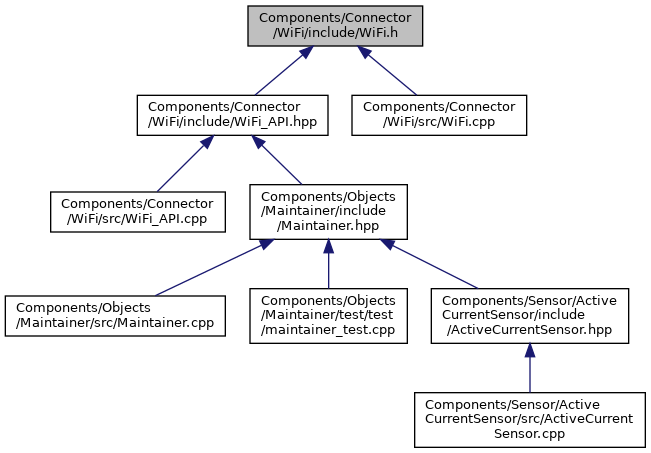 Components/Connector
/WiFi/include/WiFi.h
Components/Connector
/WiFi/include/WiFi_API.hpp
Components/Connector
/WiFi/src/WiFi.cpp
Components/Connector
/WiFi/src/WiFi_API.cpp
Components/Objects
/Maintainer/include
/Maintainer.hpp
Components/Objects
/Maintainer/src/Maintainer.cpp
Components/Objects
/Maintainer/test/test
/maintainer_test.cpp
Components/Sensor/Active
CurrentSensor/include
/ActiveCurrentSensor.hpp
Components/Sensor/Active
CurrentSensor/src/ActiveCurrent
Sensor.cpp